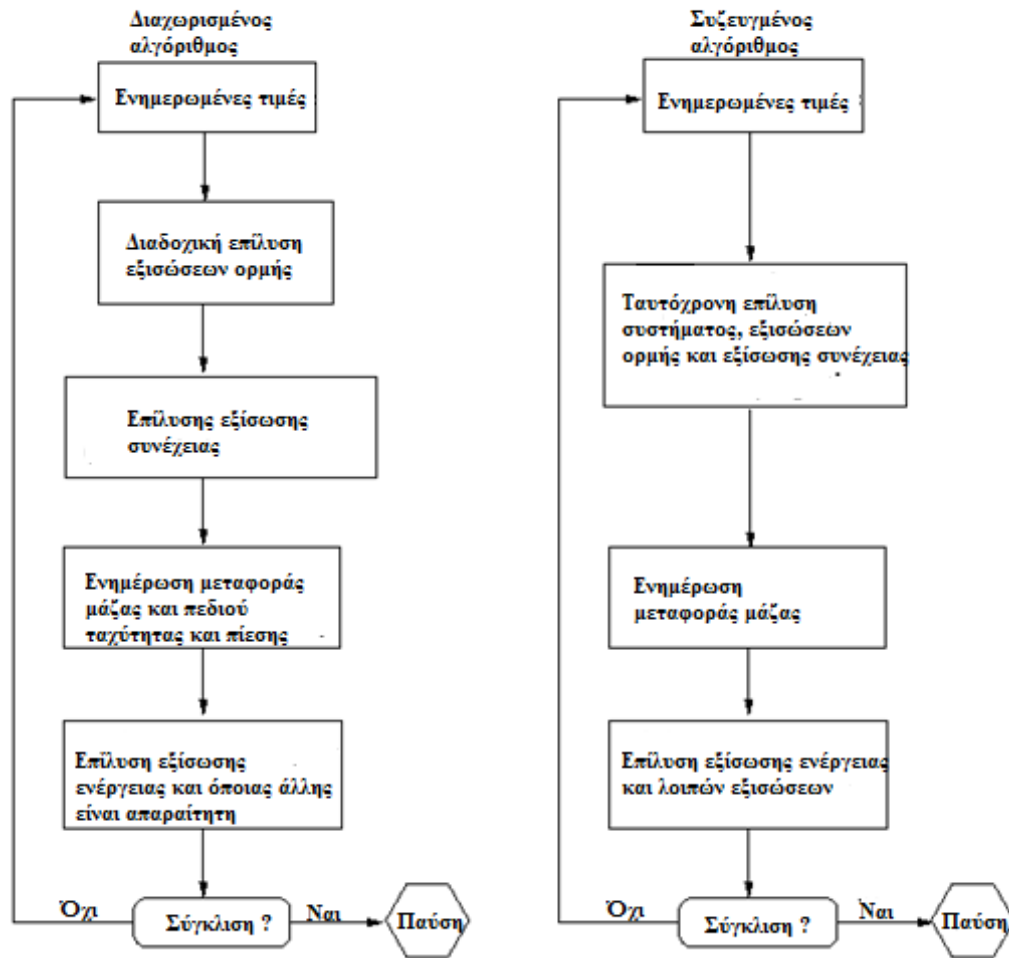 Διαχωρισμένος
αλγόριθμος
Ενημερωμένες τιμές
Διαδοχική επίλυση
εξισώσεων ορμής
Επίλυσης εξίσωσης
συνέχειας
Ενημέρωση μεταφοράς
μάζας και πεδιού
ταχύτητας και πίεσης
Επίλυση εξίσωσης
ενέργειας και όποιας άλλης
είναι απαραίτητη
Όχι
Σύγκλιση ?
Ναι
Παύση
Συζευγμένος
αλγόριθμος
Ενημερωμένες τιμές
Ταυτόχρονη επίλυση
συστήματος, εξισώσεων
ορμής και εξίσωσης συνέχειας
Ενημέρωση
μεταφοράς μάζας
Επίλυση εξίσωσης ενέργειας
και λοιπών εξισώσεων
Όχι
Σύγκλιση ?
Ναι
Παύση